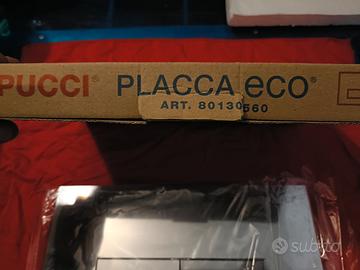 PUCCI® PLACCA eco®
ART. 80130560
subito